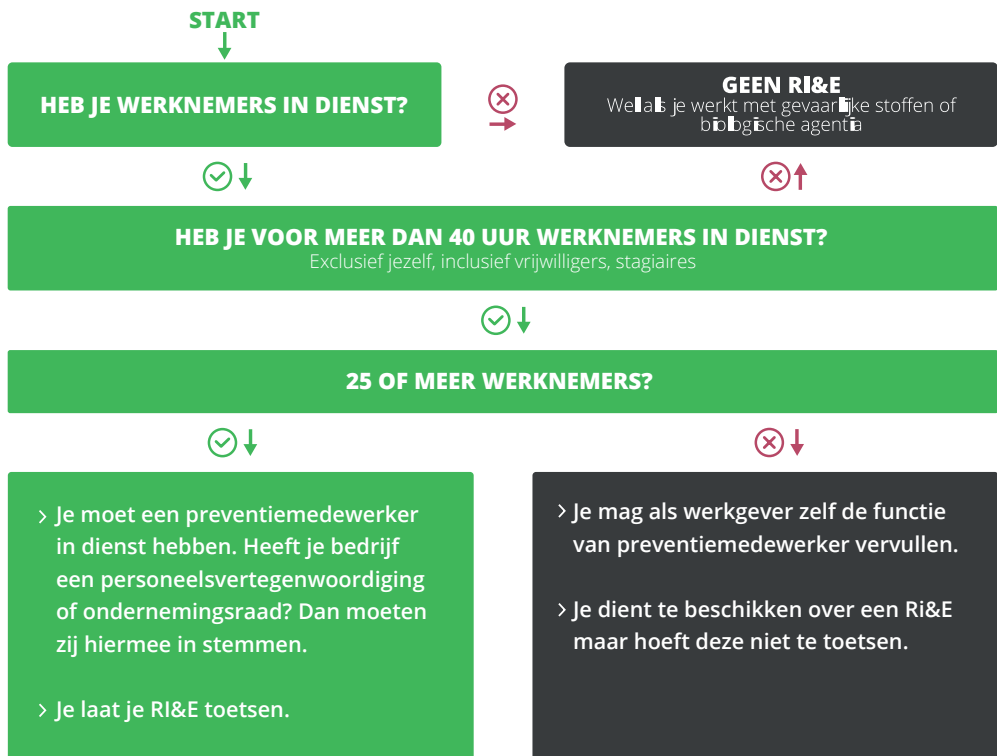 START
HEB JE WERKNEMERS IN DIENST?
GEEN RI&E
Wel als je werkt met gevaarlijke stoffen of
biologische agentia
HEB JE VOOR MEER DAN 40 UUR WERKNEMERS IN DIENST?
Exclusief jezelf, inclusief vrijwilligers, stagiaires
25 OF MEER WERKNEMERS?
> Je moet een preventiemedewerker
in dienst hebben. Heeft je bedrijf
een personeelsvertegenwoordiging
of ondernemingsraad? Dan moeten
zij hiermee in stemmen.
> Je laat je RI&E toetsen.
> Je mag als werkgever zelf de functie
van preventiemedewerker vervullen.
> Je dient te beschikken over een Ri&E
maar hoeft deze niet te toetsen.